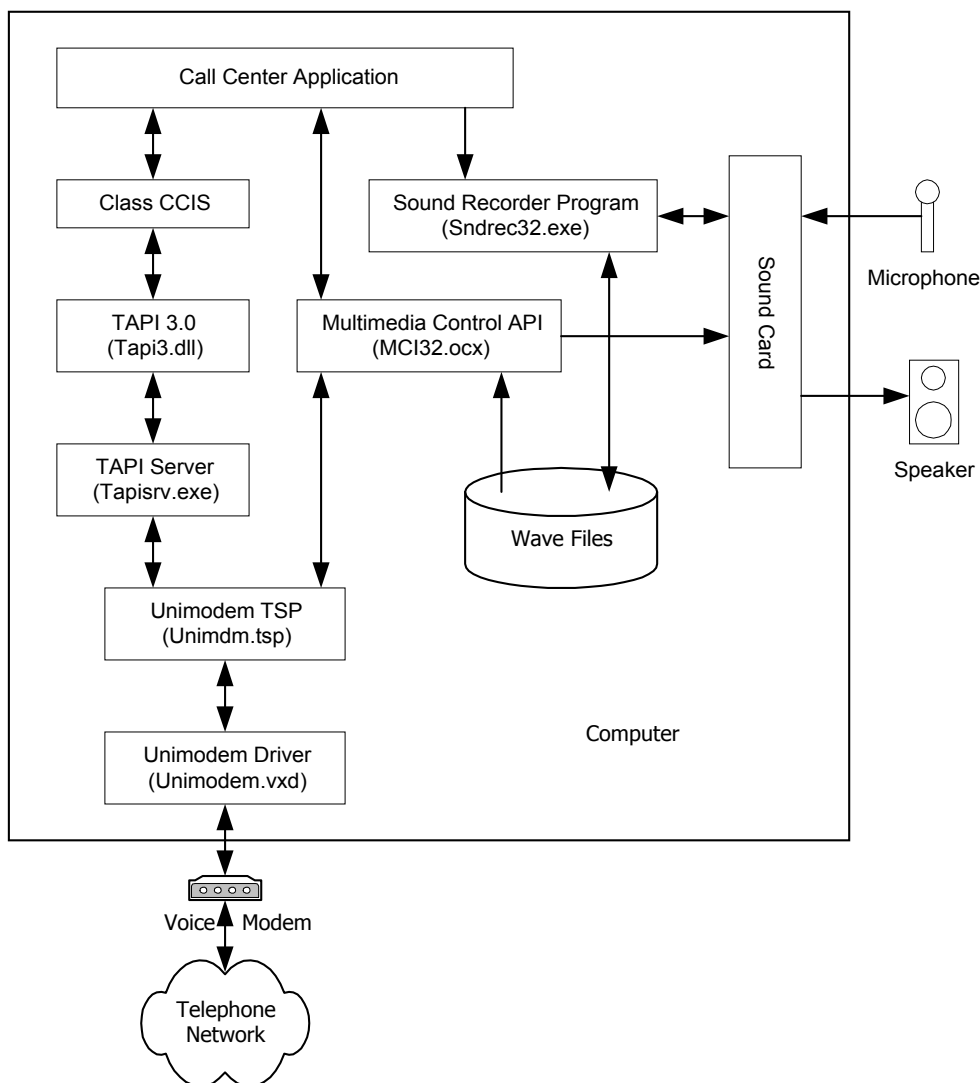 Call Center Application
Class CCIS
Sound Recorder Program
(Sndrec32.exe)
Sound Card
Microphone
TAPI 3.0
(Tapi3.dll)
Multimedia Control API
(MCI32.ocx)
Speaker
TAPI Server
(Tapisrv.exe)
Wave Files
Unimodem TSP
(Unimdm.tsp)
Computer
Unimodem Driver
(Unimodem.vxd)
Voice Modem
Telephone
Network